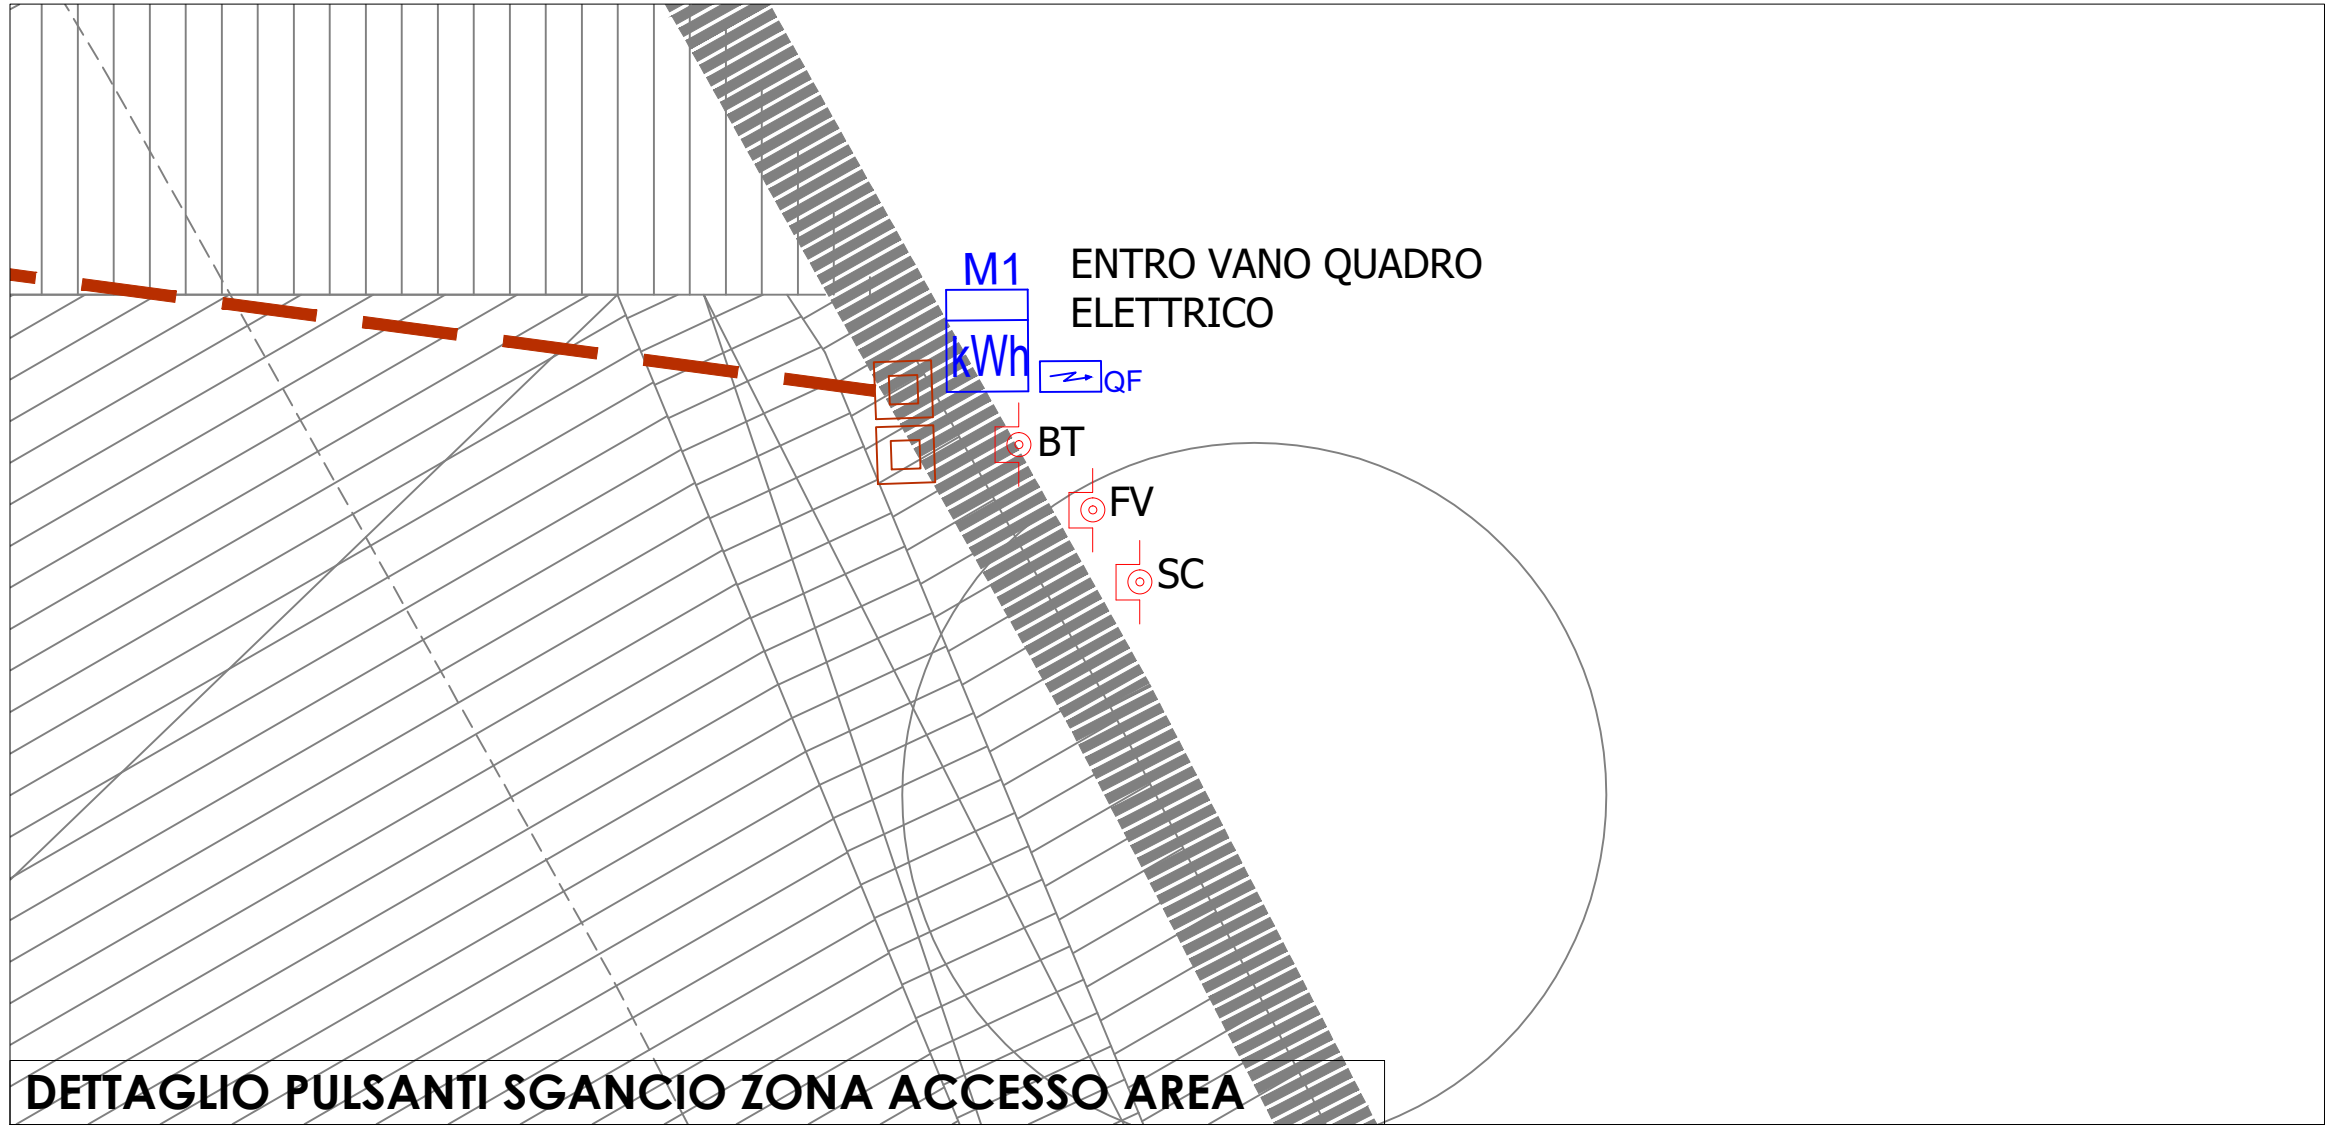 M1
ENTRO VANO QUADRO
ELETTRICO
kWh
QF
BT
FV
SC
DETTAGLIO PULSANTI SGANCIO ZONA ACCESSO AREA